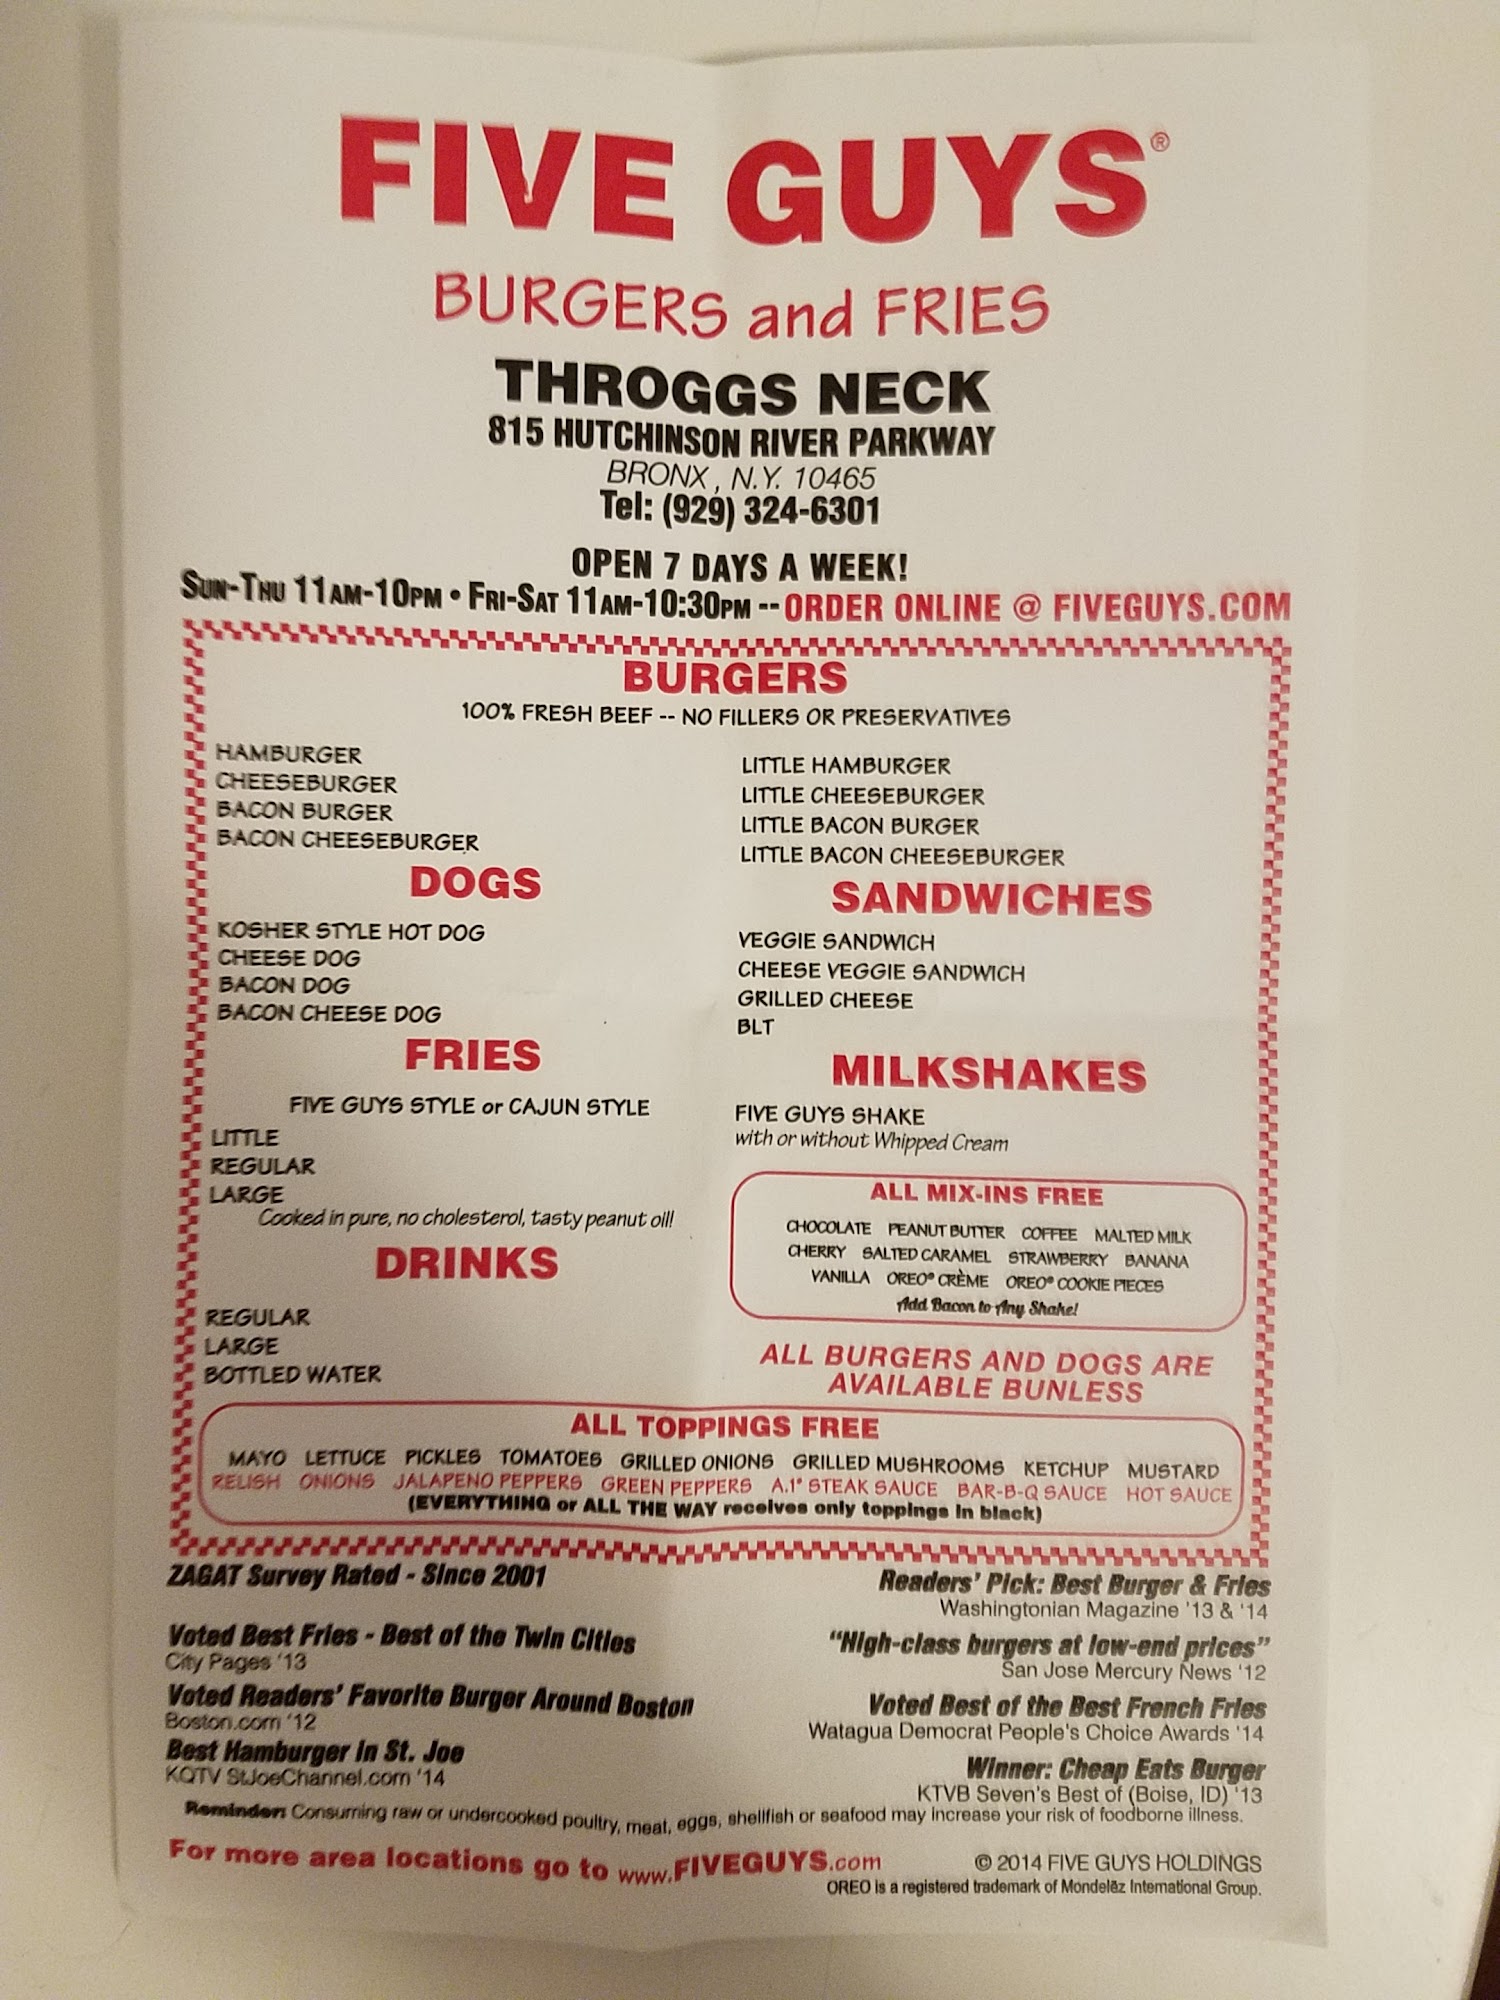 FIVE GUYS®
BURGERS and FRIES
THROGGS NECK
815 HUTCHINSON RIVER PARKWAY
BRONX, N.Y. 10465
Tel: (929) 324-6301
OPEN 7 DAYS A WEEK!
SUN-THU 11AM-10PM • FRI-SAT 11AM-10:30PM -- ORDER ONLINE @ FIVEGUYS.COM
BURGERS
100% FRESH BEEF -- NO FILLERS OR PRESERVATIVES
HAMBURGER
CHEESEBURGER
BACON BURGER
BACON CHEESEBURGER
LITTLE HAMBURGER
LITTLE CHEESEBURGER
LITTLE BACON BURGER
LITTLE BACON CHEESEBURGER
DOGS
KOSHER STYLE HOT DOG
CHEESE DOG
BACON DOG
BACON CHEESE DOG
SANDWICHES
VEGGIE SANDWICH
CHEESE VEGGIE SANDWICH
GRILLED CHEESE
BLT
FRIES
FIVE GUYS STYLE or CAJUN STYLE
LITTLE
REGULAR
LARGE
Cooked in pure, no cholesterol, tasty peanut oil!
MILKSHAKES
FIVE GUYS SHAKE
with or without Whipped Cream
ALL MIX-INS FREE
CHOCOLATE PEANUT BUTTER COFFEE MALTED MILK
CHERRY SALTED CARAMEL STRAWBERRY BANANA
VANILLA OREO® CRÈME OREO® COOKIE PIECES
Add Bacon to Any Shake!
DRINKS
REGULAR
LARGE
BOTTLED WATER
ALL BURGERS AND DOGS ARE
AVAILABLE BUNLESS
ALL TOPPINGS FREE
MAYO LETTUCE PICKLES TOMATOES GRILLED ONIONS GRILLED MUSHROOMS KETCHUP MUSTARD
RELISH ONIONS JALAPENO PEPPERS GREEN PEPPERS A.1® STEAK SAUCE BAR-B-Q SAUCE HOT SAUCE
(EVERYTHING or ALL THE WAY receives only toppings in black)
ZAGAT Survey Rated - Since 2001
Voted Best Fries - Best of the Twin Cities
City Pages '13
Voted Readers' Favorite Burger Around Boston
Boston.com '12
Best Hamburger in St. Joe
KQTV StJoeChannel.com '14
Readers' Pick: Best Burger & Fries
Washingtonian Magazine '13 & '14
"High-class burgers at low-end prices"
San Jose Mercury News '12
Voted Best of the Best French Fries
Watagua Democrat People's Choice Awards '14
Winner: Cheap Eats Burger
KTVB Seven's Best of (Boise, ID) '13
Reminder: Consuming raw or undercooked poultry, meat, eggs, shellfish or seafood may increase your risk of foodborne illness.
For more area locations go to www.FIVEGUYS.com
© 2014 FIVE GUYS HOLDINGS
OREO is a registered trademark of Mondelēz International Group.